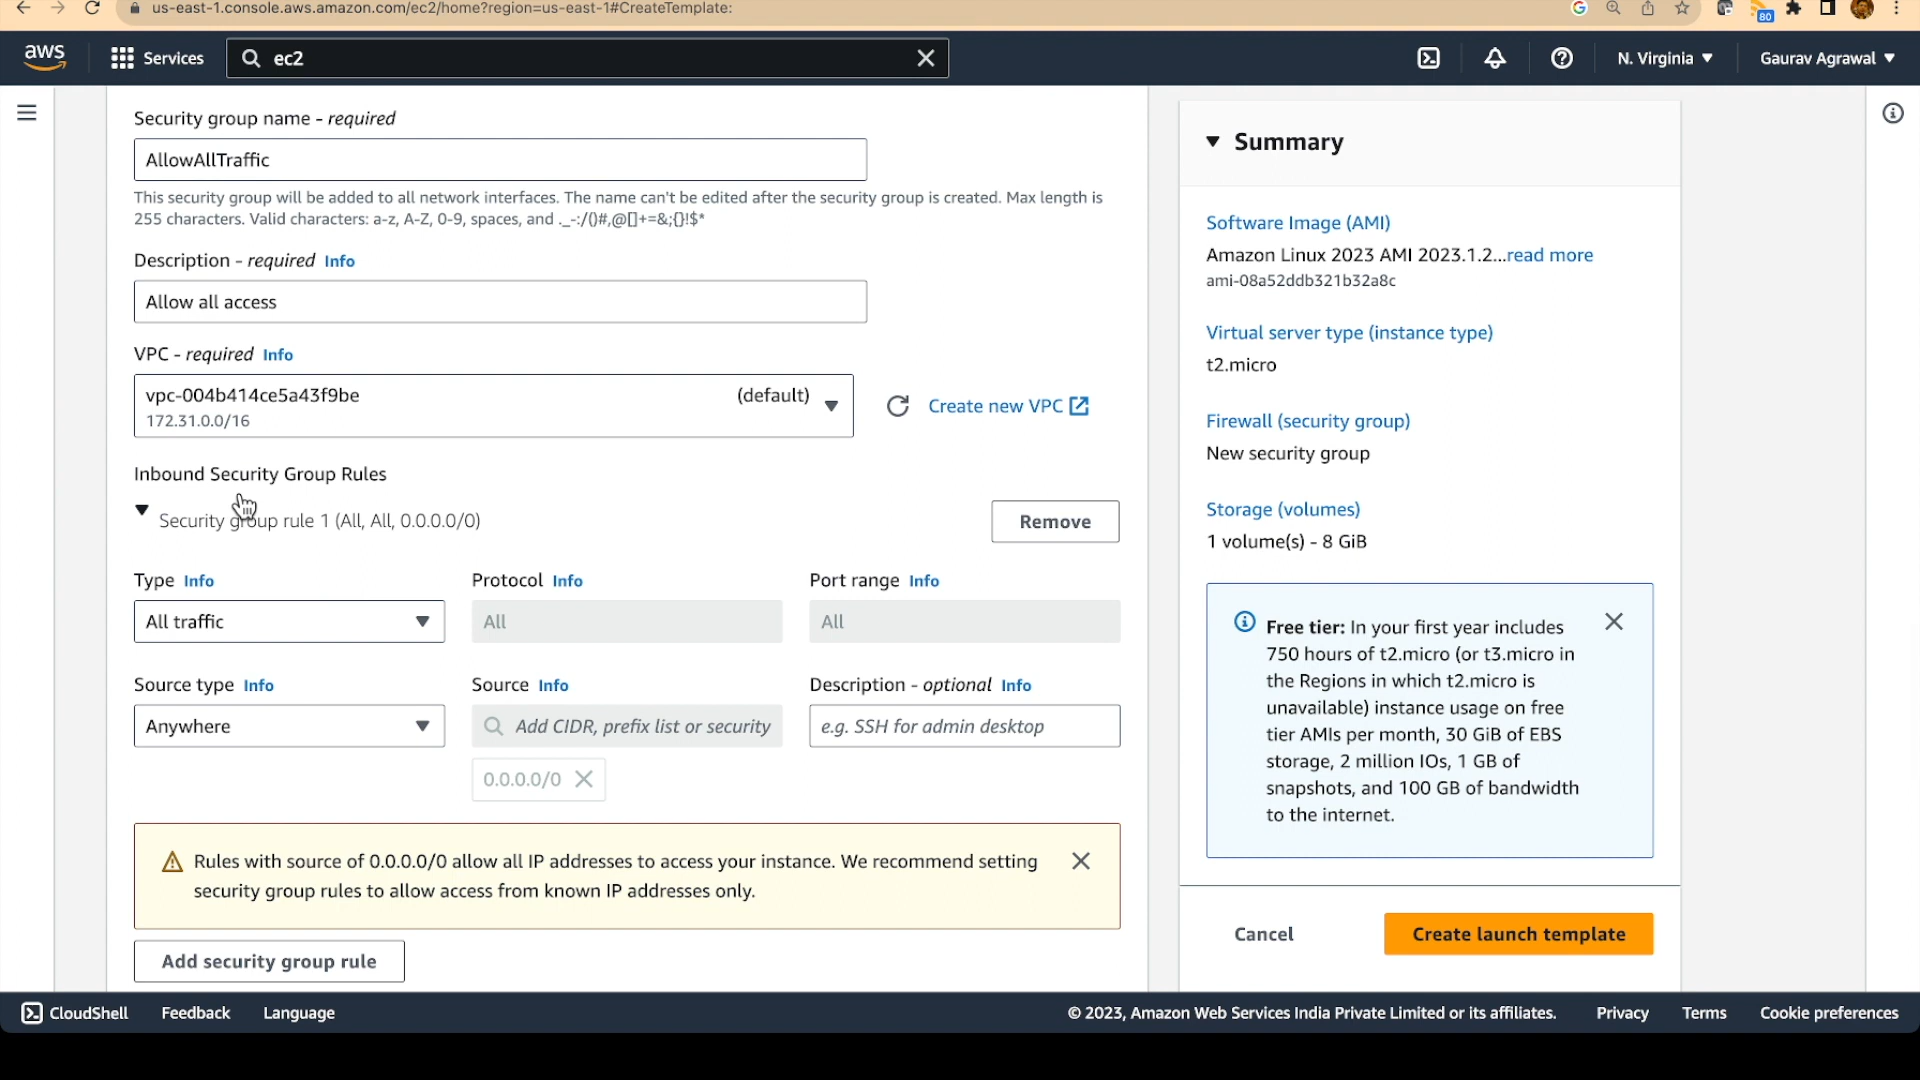 us-east-1.console.aws.amazon.com/ec2/home?region=us-east-1#CreateTemplate:
80
aws
Services
ec2
N. Virginia
Gaurav Agrawal
Security group name - required
AllowAllTraffic
This security group will be added to all network interfaces. The name can't be edited after the security group is created. Max length is
255 characters. Valid characters: a-z, A-Z, 0-9, spaces, and ._-:/()#,@[]+=&;{}!$*
Description - required Info
Allow all access
VPC - required Info
vpc-004b414ce5a43f9be
(default)
172.31.0.0/16
Create new VPC
Inbound Security Group Rules
Security group rule 1 (All, All, 0.0.0.0/0)
Remove
Type Info
Protocol Info
Port range Info
All traffic
All
All
Source type Info
Source Info
Description - optional Info
Anywhere
Add CIDR, prefix list or security
e.g. SSH for admin desktop
0.0.0.0/0
Rules with source of 0.0.0.0/0 allow all IP addresses to access your instance. We recommend setting
security group rules to allow access from known IP addresses only.
Add security group rule
Summary
Software Image (AMI)
Amazon Linux 2023 AMI 2023.1.2...read more
ami-08a52ddb321b32a8c
Virtual server type (instance type)
t2.micro
Firewall (security group)
New security group
Storage (volumes)
1 volume(s) - 8 GiB
Free tier: In your first year includes
750 hours of t2.micro (or t3.micro in
the Regions in which t2.micro is
unavailable) instance usage on free
tier AMIs per month, 30 GiB of EBS
storage, 2 million IOs, 1 GB of
snapshots, and 100 GB of bandwidth
to the internet.
Cancel
Create launch template
CloudShell
Feedback
Language
© 2023, Amazon Web Services India Private Limited or its affiliates.
Privacy
Terms
Cookie preferences